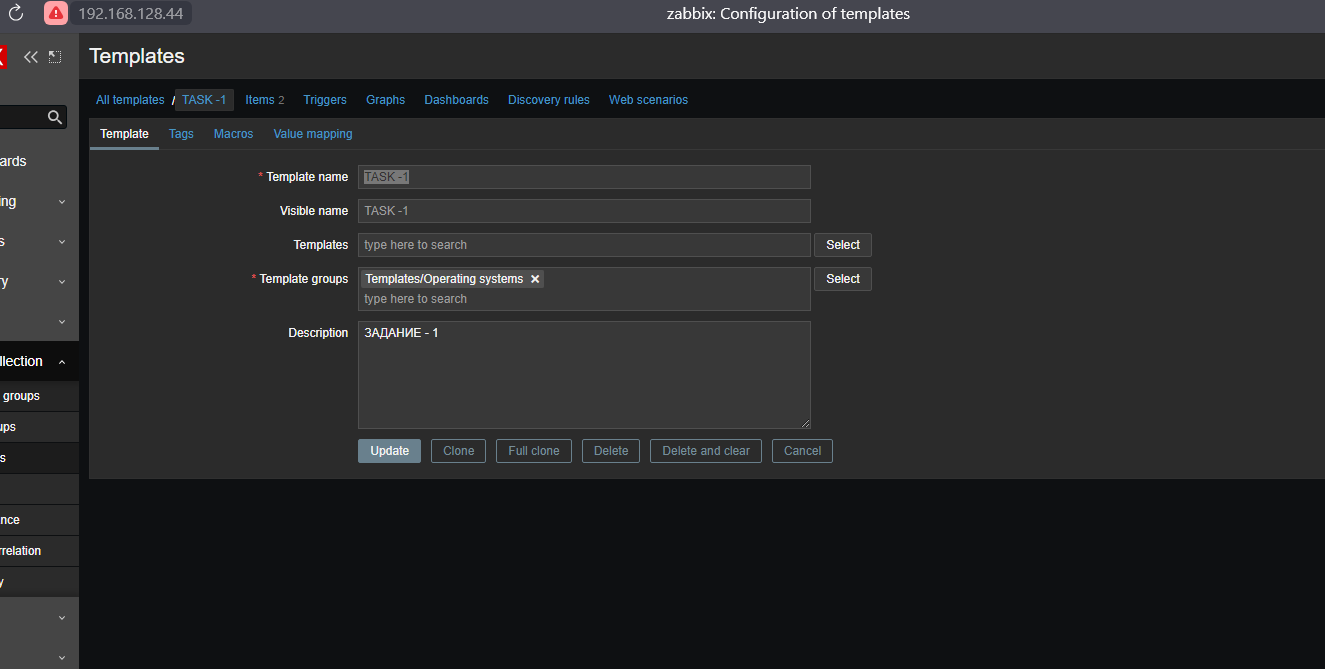 192.168.128.44
zabbix: Configuration of templates
Templates
All templates / TASK -1 Items 2 Triggers Graphs Dashboards Discovery rules Web scenarios
Template Tags Macros Value mapping
* Template name TASK -1
Visible name TASK -1
Templates type here to search Select
* Template groups Templates/Operating systems × Select
type here to search
Description ЗАДАНИЕ - 1
Update Clone Full clone Delete Delete and clear Cancel
ards
ing
s
ry
llection
groups
ups
s
nce
rrelation
y